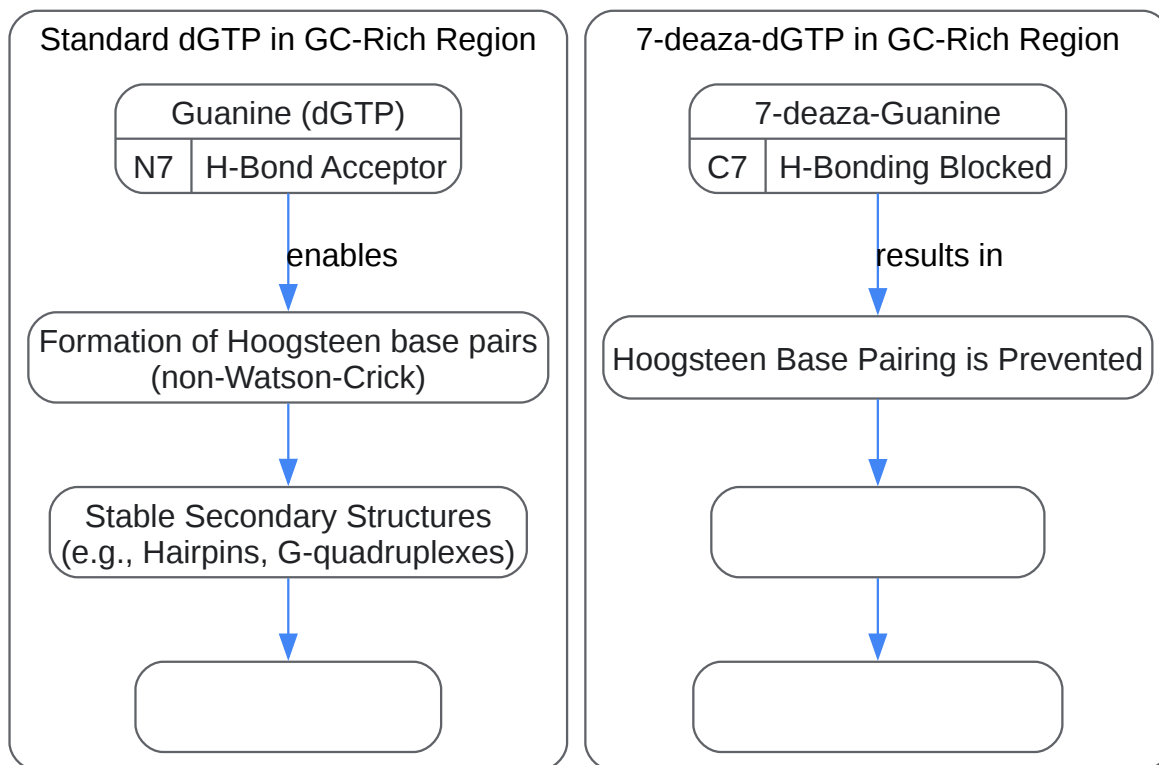 Standard dGTP in GC-Rich Region
Guanine (dGTP)
N7
H-Bond Acceptor
enables
Formation of Hoogsteen base pairs
(non-Watson-Crick)
Stable Secondary Structures
(e.g., Hairpins, G-quadruplexes)
7-deaza-dGTP in GC-Rich Region
7-deaza-Guanine
C7
H-Bonding Blocked
results in
Hoogsteen Base Pairing is Prevented